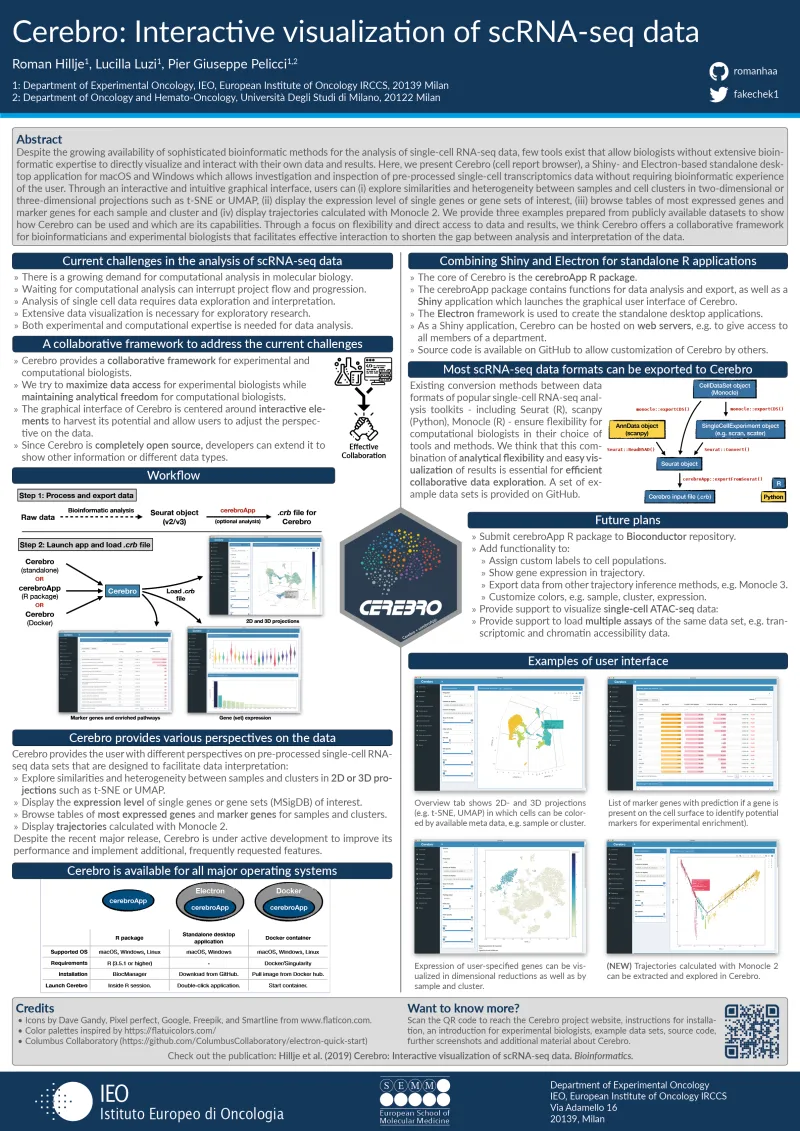 Cerebro: Interactive visualization of scRNA-seq data
Roman Hillje¹, Lucilla Luzi¹, Pier Giuseppe Pelicci¹,²
1: Department of Experimental Oncology, IEO, European Institute of Oncology IRCCS, 20139 Milan
2: Department of Oncology and Hemato-Oncology, Università Degli Studi di Milano, 20122 Milan
romanhaa
fakechek1
Abstract
Despite the growing availability of sophisticated bioinformatic methods for the analysis of single-cell RNA-seq data, few tools exist that allow biologists without extensive bioin-
formatic expertise to directly visualize and interact with their own data and results. Here, we present Cerebro (cell report browser), a Shiny- and Electron-based standalone desk-
top application for macOS and Windows which allows investigation and inspection of pre-processed single-cell transcriptomics data without requiring bioinformatic experience
of the user. Through an interactive and intuitive graphical interface, users can (i) explore similarities and heterogeneity between samples and cell clusters in two-dimensional or
three-dimensional projections such as t-SNE or UMAP, (ii) display the expression level of single genes or gene sets of interest, (iii) browse tables of most expressed genes and
marker genes for each sample and cluster and (iv) display trajectories calculated with Monocle 2. We provide three examples prepared from publicly available datasets to show
how Cerebro can be used and which are its capabilities. Through a focus on flexibility and direct access to data and results, we think Cerebro offers a collaborative framework
for bioinformaticians and experimental biologists that facilitates effective interaction to shorten the gap between analysis and interpretation of the data.
Current challenges in the analysis of scRNA-seq data
» There is a growing demand for computational analysis in molecular biology.
» Waiting for computational analysis can interrupt project flow and progression.
» Analysis of single cell data requires data exploration and interpretation.
» Extensive data visualization is necessary for exploratory research.
» Both experimental and computational expertise is needed for data analysis.
A collaborative framework to address the current challenges
» Cerebro provides a collaborative framework for experimental and
computational biologists.
» We try to maximize data access for experimental biologists while
maintaining analytical freedom for computational biologists.
» The graphical interface of Cerebro is centered around interactive ele-
ments to harvest its potential and allow users to adjust the perspec-
tive on the data.
» Since Cerebro is completely open source, developers can extend it to
show other information or different data types.
Effective
Collaboration
Workflow
Step 1: Process and export data
Raw data
Bioinformatic analysis
Seurat object
(v2/v3)
cerebroApp
(optional analysis)
.crb file for
Cerebro
Step 2: Launch app and load .crb file
Cerebro
(standalone)
OR
cerebroApp
(R package)
OR
Cerebro
(Docker)
Cerebro
Load .crb
file
2D and 3D projections
Marker genes and enriched pathways
Gene (set) expression
CEREBRO
Cerebro provides various perspectives on the data
Cerebro provides the user with different perspectives on pre-processed single-cell RNA-
seq data sets that are designed to facilitate data interpretation:
» Explore similarities and heterogeneity between samples and clusters in 2D or 3D pro-
jections such as t-SNE or UMAP.
» Display the expression level of single genes or gene sets (MSigDB) of interest.
» Browse tables of most expressed genes and marker genes for samples and clusters.
» Display trajectories calculated with Monocle 2.
Despite the recent major release, Cerebro is under active development to improve its
performance and implement additional, frequently requested features.
Cerebro is available for all major operating systems
cerebroApp
Electron
cerebroApp
Docker
cerebroApp
R package
Standalone desktop
application
Docker container
Supported OS macOS, Windows, Linux macOS, Windows macOS, Windows, Linux
Requirements R (3.5.1 or higher) - Docker/Singularity
Installation BiocManager Download from GitHub. Pull image from Docker hub.
Launch Cerebro Inside R session. Double-click application. Start container.
Combining Shiny and Electron for standalone R applications
» The core of Cerebro is the cerebroApp R package.
» The cerebroApp package contains functions for data analysis and export, as well as a
Shiny application which launches the graphical user interface of Cerebro.
» The Electron framework is used to create the standalone desktop applications.
» As a Shiny application, Cerebro can be hosted on web servers, e.g. to give access to
all members of a department.
» Source code is available on GitHub to allow customization of Cerebro by others.
Most scRNA-seq data formats can be exported to Cerebro
Existing conversion methods between data
formats of popular single-cell RNA-seq anal-
ysis toolkits - including Seurat (R), scanpy
(Python), Monocle (R) - ensure flexibility for
computational biologists in their choice of
tools and methods. We think that this com-
bination of analytical flexibility and easy vis-
ualization of results is essential for efficient
collaborative data exploration. A set of ex-
ample data sets is provided on GitHub.
CellDataSet object
(Monocle)
monocle::exportCDS()
monocle::exportCDS()
AnnData object
(scanpy)
SingleCellExperiment object
(e.g. scran, scater)
Seurat::ReadH5AD()
Seurat::Convert()
Seurat object
cerebroApp::exportFromSeurat()
Cerebro input file (.crb)
R
Python
Future plans
» Submit cerebroApp R package to Bioconductor repository.
» Add functionality to:
» Assign custom labels to cell populations.
» Show gene expression in trajectory.
» Export data from other trajectory inference methods, e.g. Monocle 3.
» Customize colors, e.g. sample, cluster, expression.
» Provide support to visualize single-cell ATAC-seq data:
» Provide support to load multiple assays of the same data set, e.g. tran-
scriptomic and chromatin accessibility data.
Examples of user interface
Overview tab shows 2D- and 3D projections
(e.g. t-SNE, UMAP) in which cells can be color-
ed by available meta data, e.g. sample or cluster.
List of marker genes with prediction if a gene is
present on the cell surface to identify potential
markers for experimental enrichment).
Expression of user-specified genes can be vis-
ualized in dimensional reductions as well as by
sample and cluster.
(NEW) Trajectories calculated with Monocle 2
can be extracted and explored in Cerebro.
Credits
• Icons by Dave Gandy, Pixel perfect, Google, Freepik, and Smartline from www.flaticon.com.
• Color palettes inspired by https://flatuicolors.com/
• Columbus Collaboratory (https://github.com/ColumbusCollaboratory/electron-quick-start)
Want to know more?
Scan the QR code to reach the Cerebro project website, instructions for installa-
tion, an introduction for experimental biologists, example data sets, source code,
further screenshots and additional material about Cerebro.
Check out the publication: Hillje et al. (2019) Cerebro: Interactive visualization of scRNA-seq data. Bioinformatics.
IEO
Istituto Europeo di Oncologia
SEMM
European School of
Molecular Medicine
Department of Experimental Oncology
IEO, European Institute of Oncology IRCCS
Via Adamello 16
20139, Milan